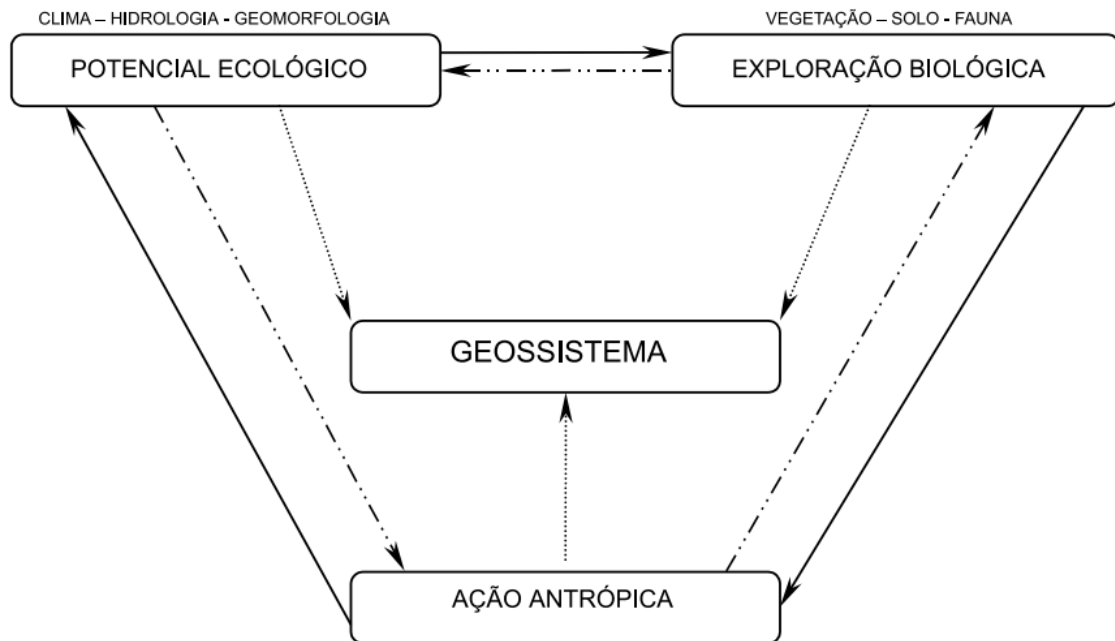 CLIMA – HIDROLOGIA - GEOMORFOLOGIA
VEGETAÇÃO – SOLO - FAUNA
POTENCIAL ECOLÓGICO
EXPLORAÇÃO BIOLÓGICA
GEOSSISTEMA
AÇÃO ANTRÓPICA